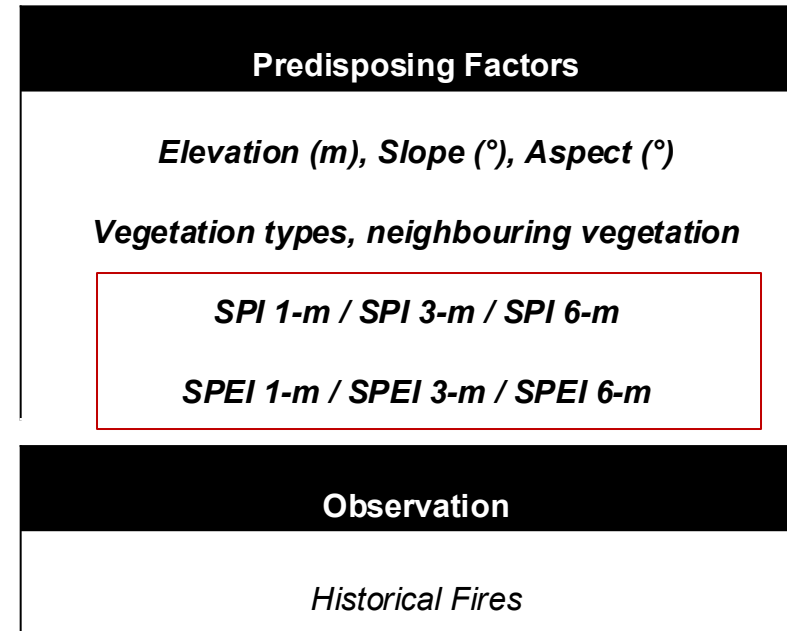 Predisposing Factors
Elevation (m), Slope (°), Aspect (°)
Vegetation types, neighbouring vegetation
SPI 1-m / SPI 3-m / SPI 6-m
SPEI 1-m / SPEI 3-m / SPEI 6-m
Observation
Historical Fires